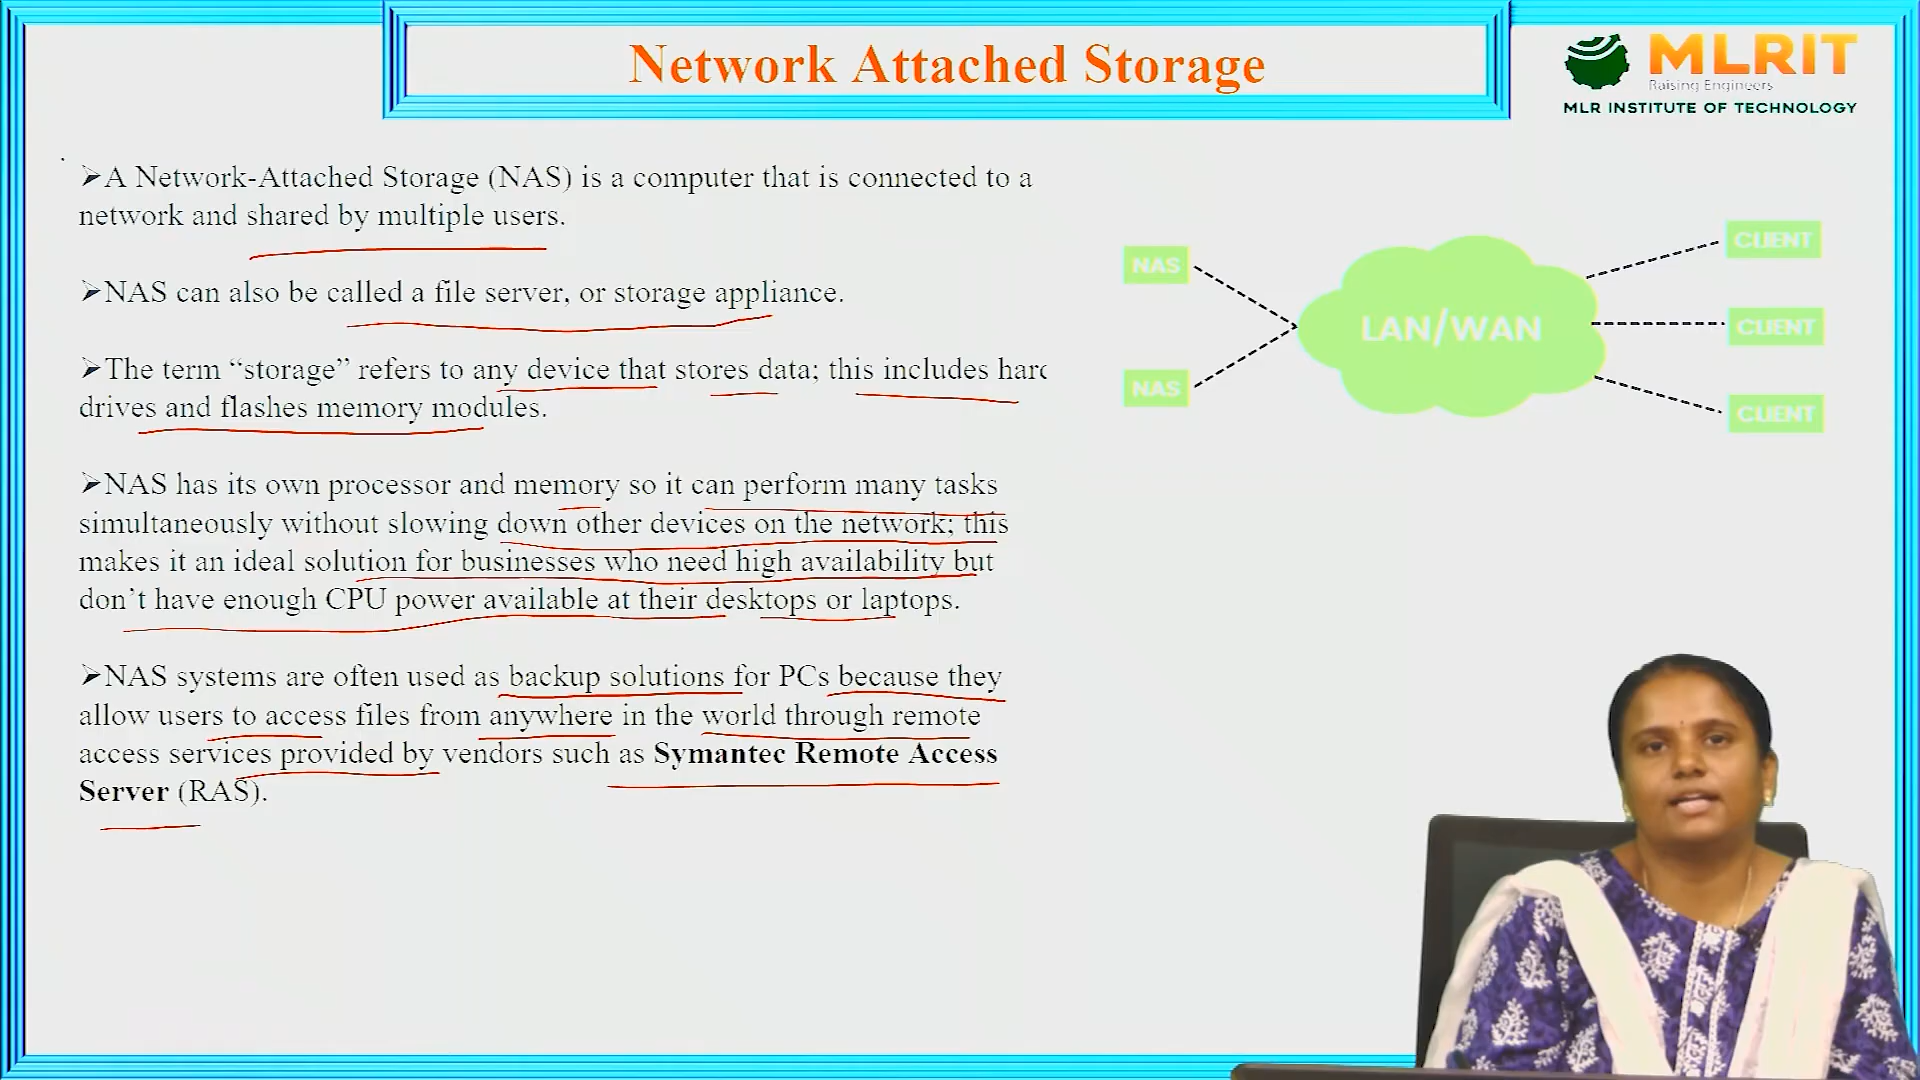 Network Attached Storage
MLRIT
Raising Engineers
MLR INSTITUTE OF TECHNOLOGY
➢A Network-Attached Storage (NAS) is a computer that is connected to a
network and shared by multiple users.
➢NAS can also be called a file server, or storage appliance.
➢The term “storage” refers to any device that stores data; this includes hard
drives and flashes memory modules.
➢NAS has its own processor and memory so it can perform many tasks
simultaneously without slowing down other devices on the network; this
makes it an ideal solution for businesses who need high availability but
don’t have enough CPU power available at their desktops or laptops.
➢NAS systems are often used as backup solutions for PCs because they
allow users to access files from anywhere in the world through remote
access services provided by vendors such as Symantec Remote Access
Server (RAS).
NAS
NAS
LAN/WAN
CLIENT
CLIENT
CLIENT